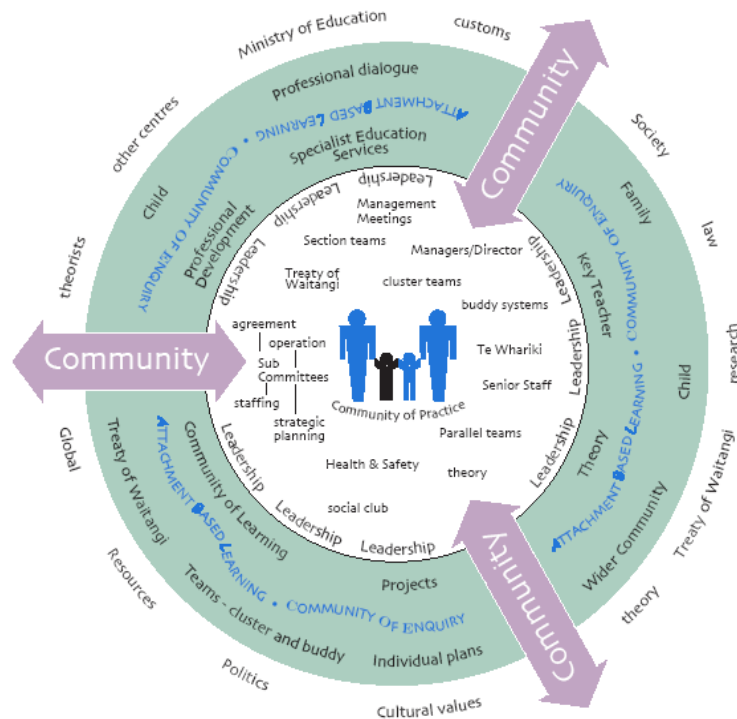 Ministry of Education
customs
Society
law
research
Treaty of Waitangi
theory
Cultural values
Politics
Resources
Global
theorists
other centres
Community
Community
Community
Professional dialogue
ATTACHMENT BASED LEARNING • COMMUNITY OF ENQUIRY
Specialist Education
Services
Child
Professional
Development
Family
COMMUNITY OF ENQUIRY
Key Teacher
Child
Theory
ATTACHMENT BASED LEARNING •
Wider Community
Treaty of Waitangi
Community of Learning
ATTACHMENT BASED LEARNING • COMMUNITY OF ENQUIRY
Teams - cluster and buddy
Projects
Individual plans
Leadership
Leadership
Leadership
Leadership
Leadership
Leadership
Leadership
Leadership
Leadership
Leadership
Management
Meetings
Section teams
Managers/Director
Treaty of
Waitangi
cluster teams
buddy systems
agreement
operation
Te Whariki
Sub
Committees
Senior Staff
staffing
strategic
planning
Community of Practice
Parallel teams
Health & Safety
theory
social club